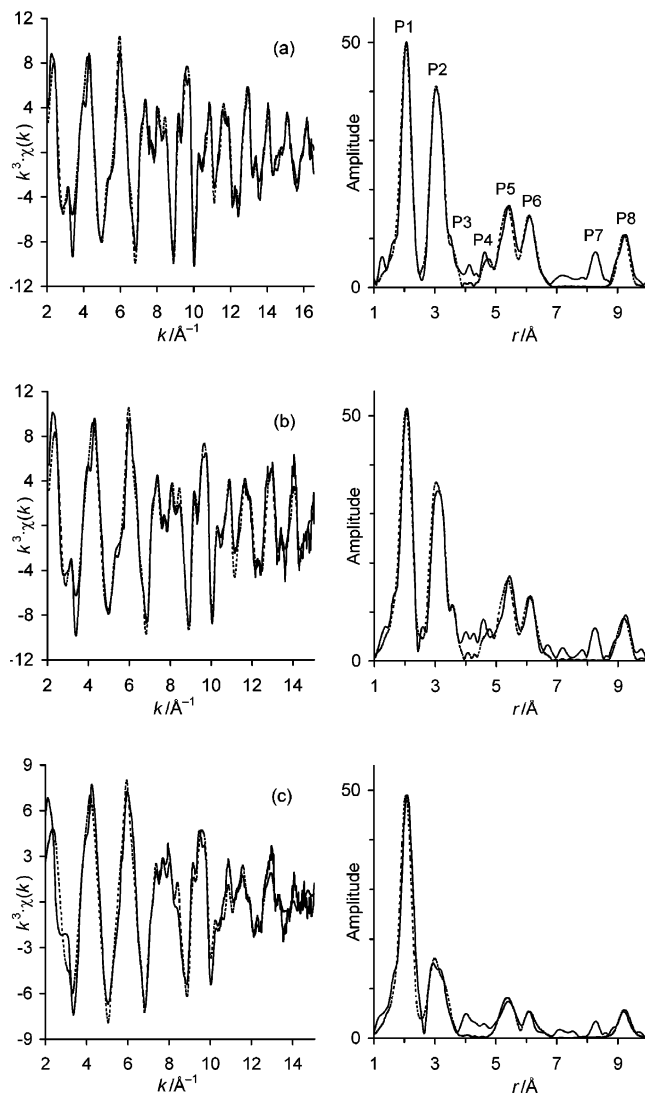 12
8
4
0
-4
-8
-12
k³·χ(k)
(a)
2 4 6 8 10 12 14 16
k/Å⁻¹
50
Amplitude
0
P1
P2
P3
P4
P5
P6
P7
P8
1 3 5 7 9
r/Å
12
8
4
0
-4
-8
-12
k³·χ(k)
(b)
2 4 6 8 10 12 14
k/Å⁻¹
50
Amplitude
0
1 3 5 7 9
r/Å
9
6
3
0
-3
-6
-9
k³·χ(k)
(c)
2 4 6 8 10 12 14
k/Å⁻¹
50
Amplitude
0
1 3 5 7 9
r/Å